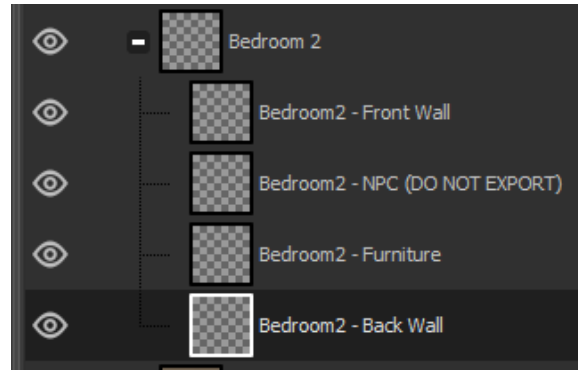 Bedroom 2
Bedroom2 - Front Wall
Bedroom2 - NPC (DO NOT EXPORT)
Bedroom2 - Furniture
Bedroom2 - Back Wall